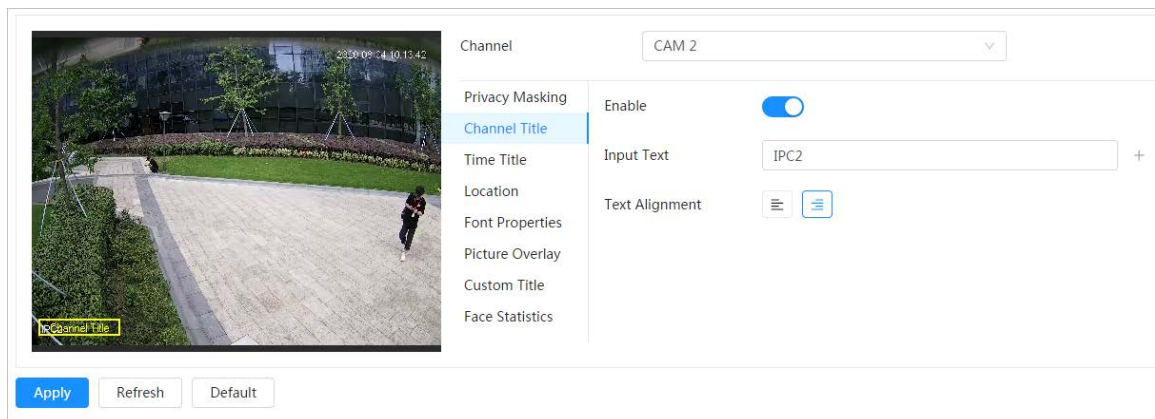 2020-09-24 10:13:42
Channel
CAM 2
Privacy Masking
Channel Title
Time Title
Location
Font Properties
Picture Overlay
Custom Title
Face Statistics
Enable
Input Text
IPC2
+
Text Alignment
Channel Title
Apply
Refresh
Default